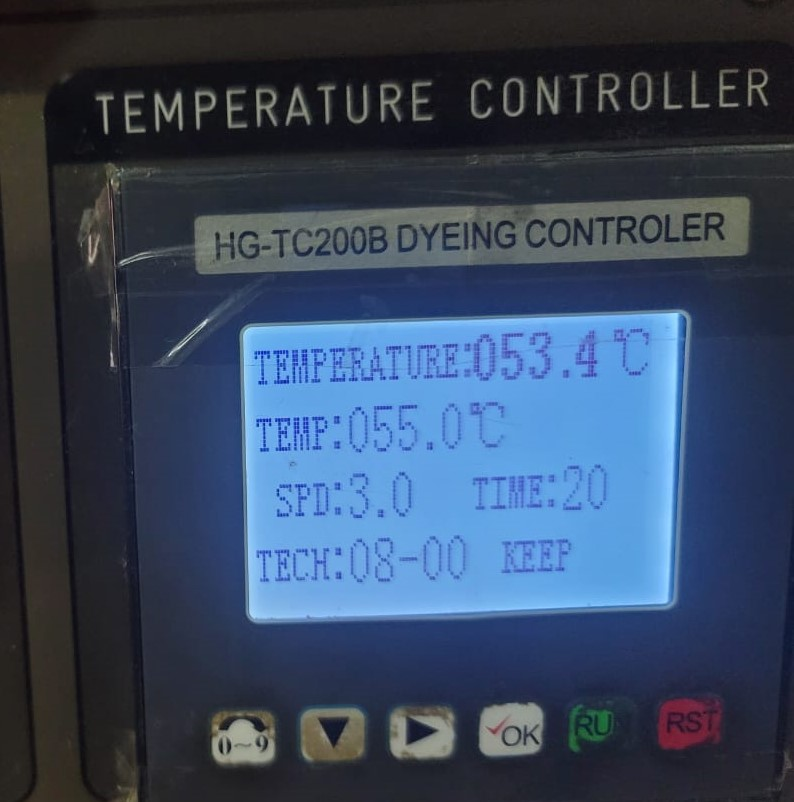 TEMPERATURE CONTROLLER
HG-TC200B DYEING CONTROLER
TEMPERATURE:053.4℃
TEMP:055.0℃
SPD:3.0 TIME:20
TECH:08-00 KEEP
0~9 OK RU RST